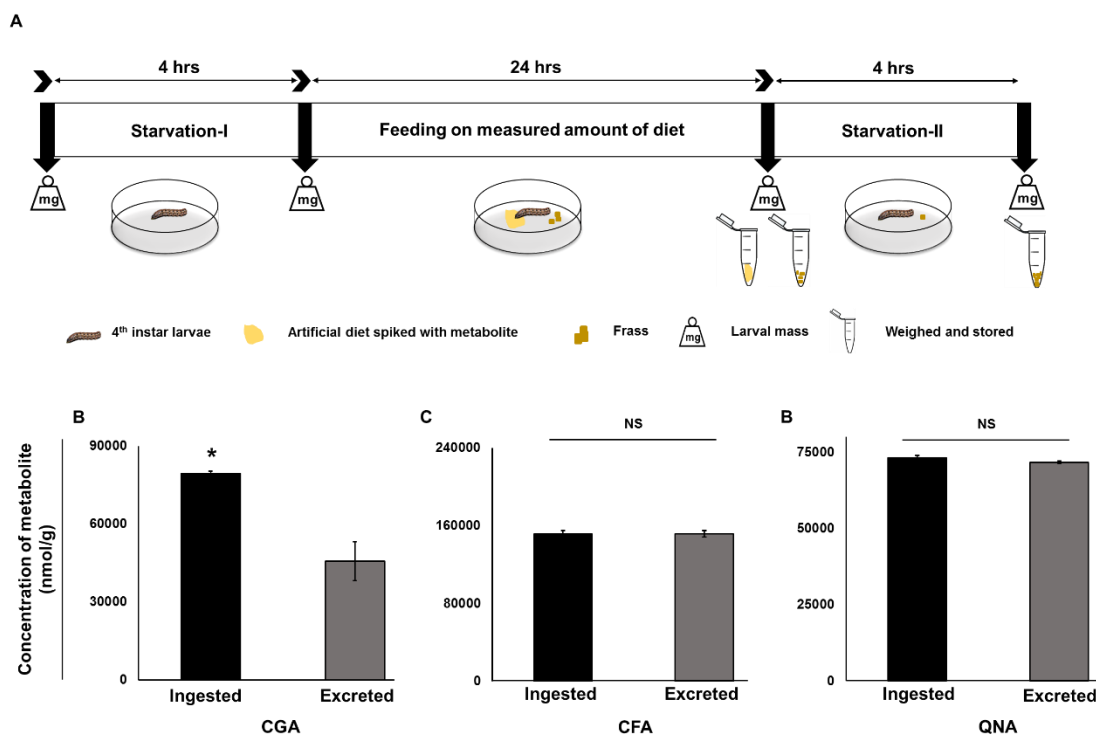 A
4 hrs
24 hrs
4 hrs
Starvation-I
Feeding on measured amount of diet
Starvation-II
mg
mg
mg
mg
4th instar larvae
Artificial diet spiked with metabolite
Frass
mg
Larval mass
Weighed and stored
B
Concentration of metabolite
(nmol/g)
90000
60000
30000
0
*
Ingested
Excreted
CGA
C
240000
160000
80000
0
NS
Ingested
Excreted
CFA
B
75000
50000
25000
0
NS
Ingested
Excreted
QNA